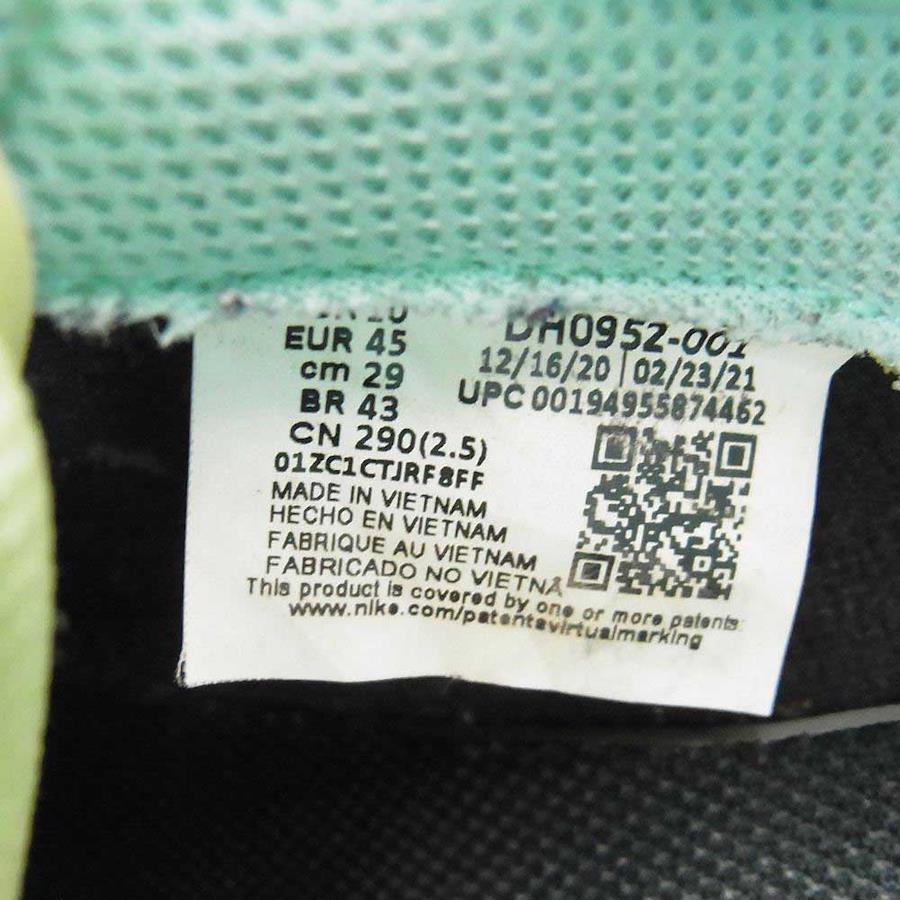 EUR 45
cm 29
BR 43
CN 290(2.5)
01ZC1CTJRF8FF
MADE IN VIETNAM
HECHO EN VIETNAM
FABRIQUE AU VIETNAM
FABRICADO NO VIETNÃ
DH0952-001
12/16/20 | 02/23/21
UPC 00194955874462
This product is covered by one or more patents:
www.nike.com/patentsvirtualmarking